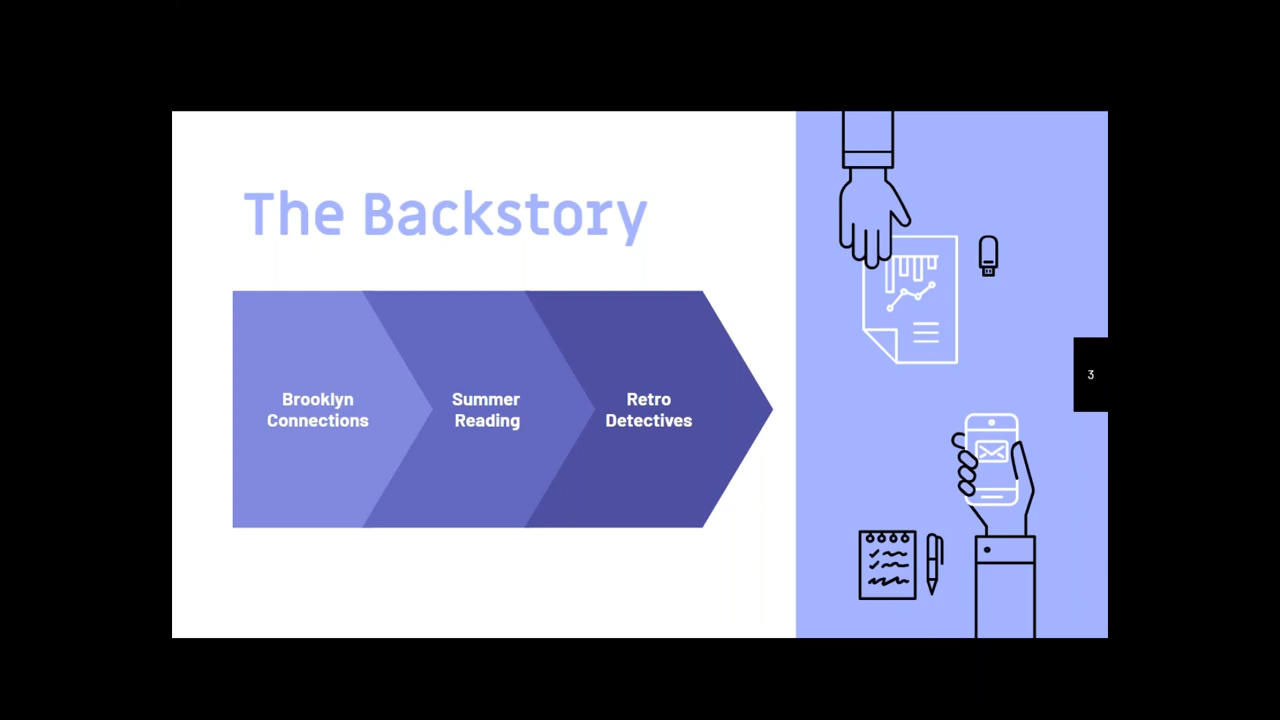 The Backstory
Brooklyn
Connections
Summer
Reading
Retro
Detectives
3